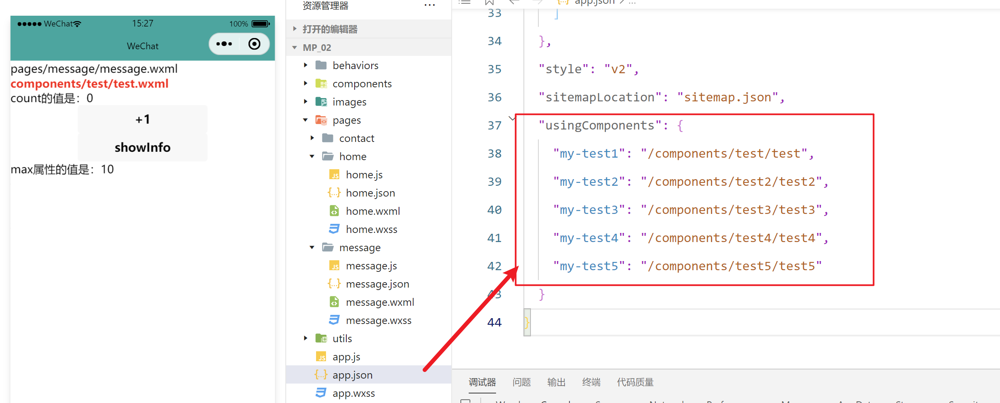 WeChat
15:27
100%
WeChat
pages/message/message.wxml
components/test/test.wxml
count的值是：0
+1
showInfo
max属性的值是：10
资源管理器
打开的编辑器
MP_02
behaviors
components
images
pages
contact
home
home.js
home.json
home.wxml
home.wxss
message
message.js
message.json
message.wxml
message.wxss
utils
app.js
app.json
app.wxss
app.json
33 ]
34 },
35 "style": "v2",
36 "sitemapLocation": "sitemap.json",
37 "usingComponents": {
38 "my-test1": "/components/test/test",
39 "my-test2": "/components/test2/test2",
40 "my-test3": "/components/test3/test3",
41 "my-test4": "/components/test4/test4",
42 "my-test5": "/components/test5/test5"
43 }
44 }
调试器 问题 输出 终端 代码质量